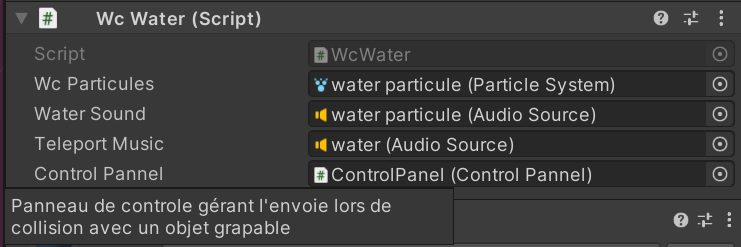 Wc Water (Script)
Script WcWater
Wc Particules water particule (Particle System)
Water Sound water particule (Audio Source)
Teleport Music water (Audio Source)
Control Pannel ControlPanel (Control Pannel)
Panneau de controle gérant l'envoie lors de
collision avec un objet grapable